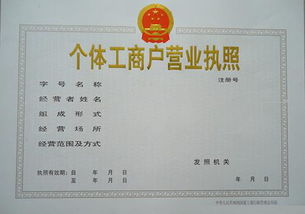 个体工商户营业执照
注册号
字号名称
经营者姓名
组成形式
经营场所
经营范围及方式
发照机关
执照有效期：自 年 月 日
至 年 月 日
年 月 日